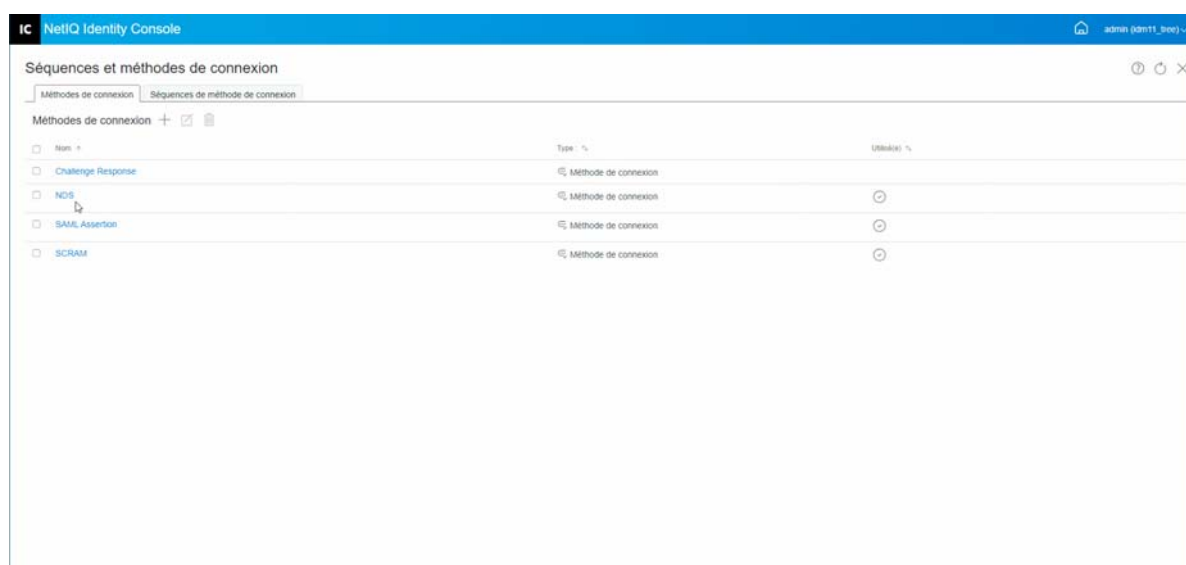 IC NetIQ Identity Console admin (idm11_tree)
Séquences et méthodes de connexion
Méthodes de connexion Séquences de méthode de connexion
Méthodes de connexion
Nom Type : Utilisé(e)
Challenge Response Méthode de connexion
NDS Méthode de connexion
SAML Assertion Méthode de connexion
SCRAM Méthode de connexion